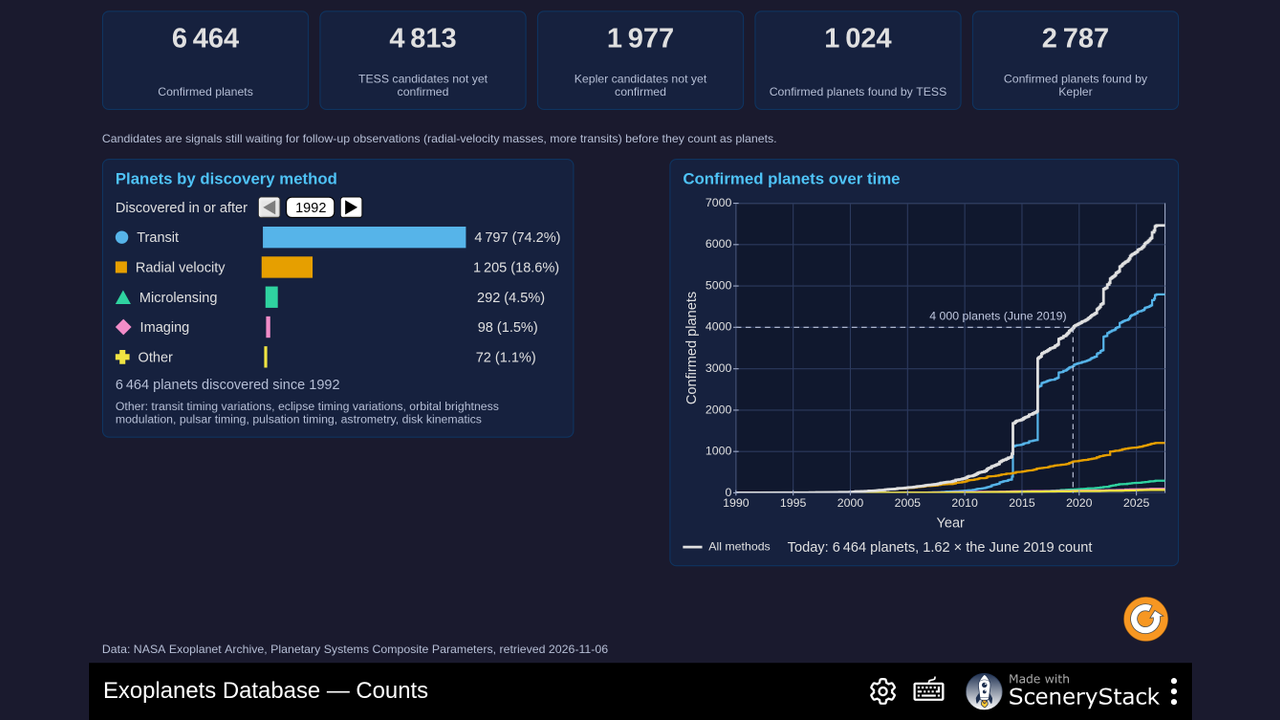 6 464
Confirmed planets
4 813
TESS candidates not yet
confirmed
1 977
Kepler candidates not yet
confirmed
1 024
Confirmed planets found by TESS
2 787
Confirmed planets found by
Kepler
Candidates are signals still waiting for follow-up observations (radial-velocity masses, more transits) before they count as planets.
Planets by discovery method
Discovered in or after 1992
Transit 4 797 (74.2%)
Radial velocity 1 205 (18.6%)
Microlensing 292 (4.5%)
Imaging 98 (1.5%)
Other 72 (1.1%)
6 464 planets discovered since 1992
Other: transit timing variations, eclipse timing variations, orbital brightness
modulation, pulsar timing, pulsation timing, astrometry, disk kinematics
Confirmed planets over time
7000
6000
5000
4000
3000
2000
1000
0
Confirmed planets
4 000 planets (June 2019)
1990 1995 2000 2005 2010 2015 2020 2025
Year
All methods Today: 6 464 planets, 1.62 × the June 2019 count
Data: NASA Exoplanet Archive, Planetary Systems Composite Parameters, retrieved 2026-11-06
Exoplanets Database — Counts
Made with
SceneryStack